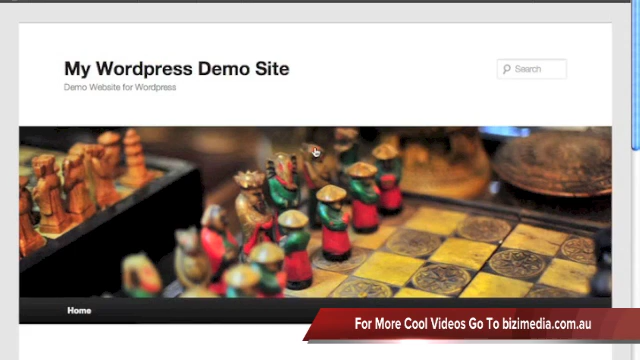 My Wordpress Demo Site
Demo Website for Wordpress
Search
Home
For More Cool Videos Go To bizimedia.com.au